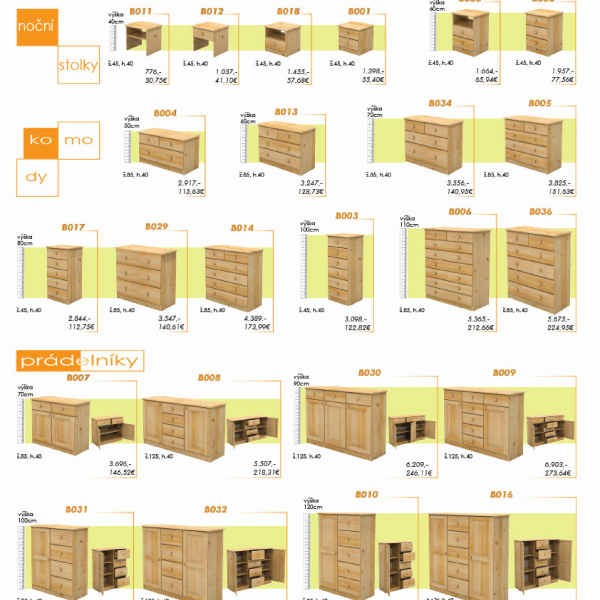 noční
stolky
výška
40cm
B011
B012
B018
B001
60cm
š.45, h.40
776,-
30,75€
š.45, h.40
1.037,-
41,10€
š.45, h.40
1.455,-
57,68€
š.45, h.40
1.398,-
55,40€
š.45, h.40
1.664,-
65,94€
š.45, h.40
1.957,-
77,56€
ko
mo
dy
výška
50cm
B004
výška
60cm
B013
výška
70cm
B034
B005
š.85, h.40
2.917,-
115,63€
š.85, h.40
3.247,-
128,73€
š.85, h.40
3.556,-
140,95€
š.85, h.40
3.825,-
151,63€
výška
80cm
B017
B029
B014
výška
100cm
B003
výška
110cm
B006
B036
š.45, h.40
2.844,-
112,75€
š.85, h.40
3.547,-
140,61€
š.85, h.40
4.389,-
173,99€
š.45, h.40
3.098,-
122,82€
š.85, h.40
5.365,-
212,66€
š.85, h.40
5.675,-
224,95€
prádelníky
výška
70cm
B007
B008
výška
90cm
B030
B009
š.85, h.40
3.696,-
146,52€
š.125, h.40
5.507,-
218,31€
š.125, h.40
6.209,-
246,11€
š.125, h.40
6.903,-
273,64€
výška
100cm
B031
B032
výška
120cm
B010
B016